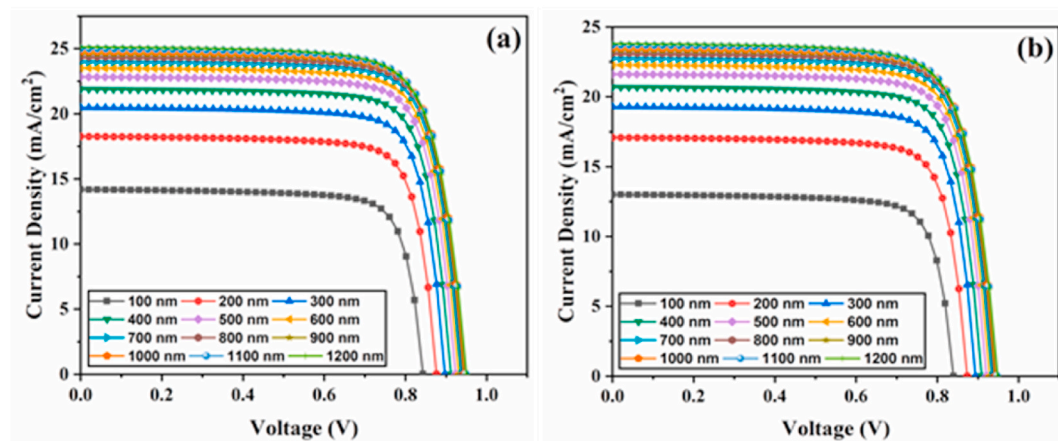 (a)
Current Density (mA/cm²)
25
20
15
10
5
0
100 nm 200 nm 300 nm
400 nm 500 nm 600 nm
700 nm 800 nm 900 nm
1000 nm 1100 nm 1200 nm
0.0 0.2 0.4 0.6 0.8 1.0
Voltage (V)
(b)
Current Density (mA/cm²)
25
20
15
10
5
0
100 nm 200 nm 300 nm
400 nm 500 nm 600 nm
700 nm 800 nm 900 nm
1000 nm 1100 nm 1200 nm
0.0 0.2 0.4 0.6 0.8 1.0
Voltage (V)